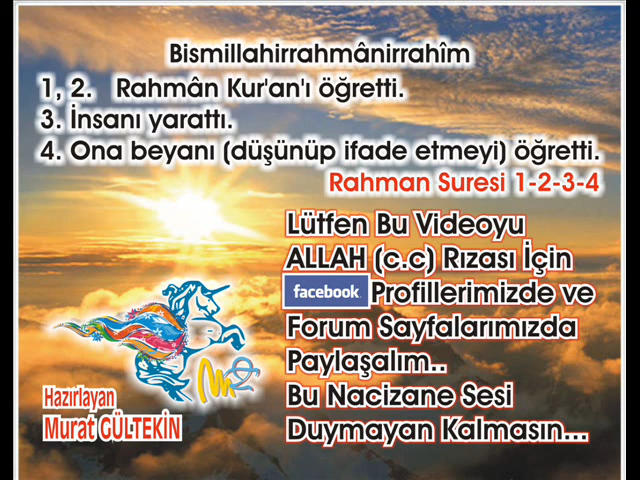 Bismillahirrahmânirrahîm
1, 2. Rahmân Kur'an'ı öğretti.
3. İnsanı yarattı.
4. Ona beyanı (düşünüp ifade etmeyi) öğretti.
Rahman Suresi 1-2-3-4
Lütfen Bu Videoyu
ALLAH (c.c) Rızası İçin
facebook Profillerimizde ve
Forum Sayfalarımızda
Paylaşalım..
Bu Nacizane Sesi
Duymayan Kalmasın...
Hazırlayan
Murat GÜLTEKİN